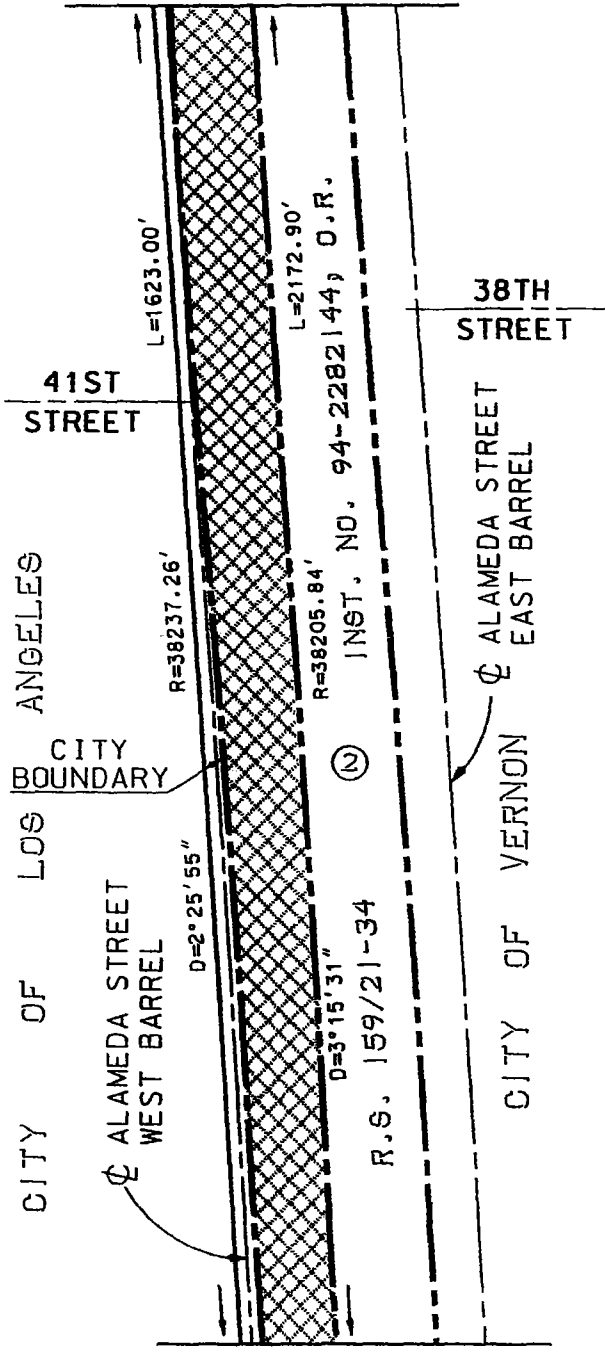 L=1623.00'
L=2172.90'
INST. NO. 94-2282144, O.R.
38TH
STREET
41ST
STREET
ALAMEDA STREET
EAST BARREL
R=38237.26'
R=38205.84'
CITY OF LOS ANGELES
CITY
BOUNDARY
2
D=2°25'55"
D=3°15'31"
R.S. 159/21-34
CITY OF VERNON
℄ ALAMEDA STREET
WEST BARREL